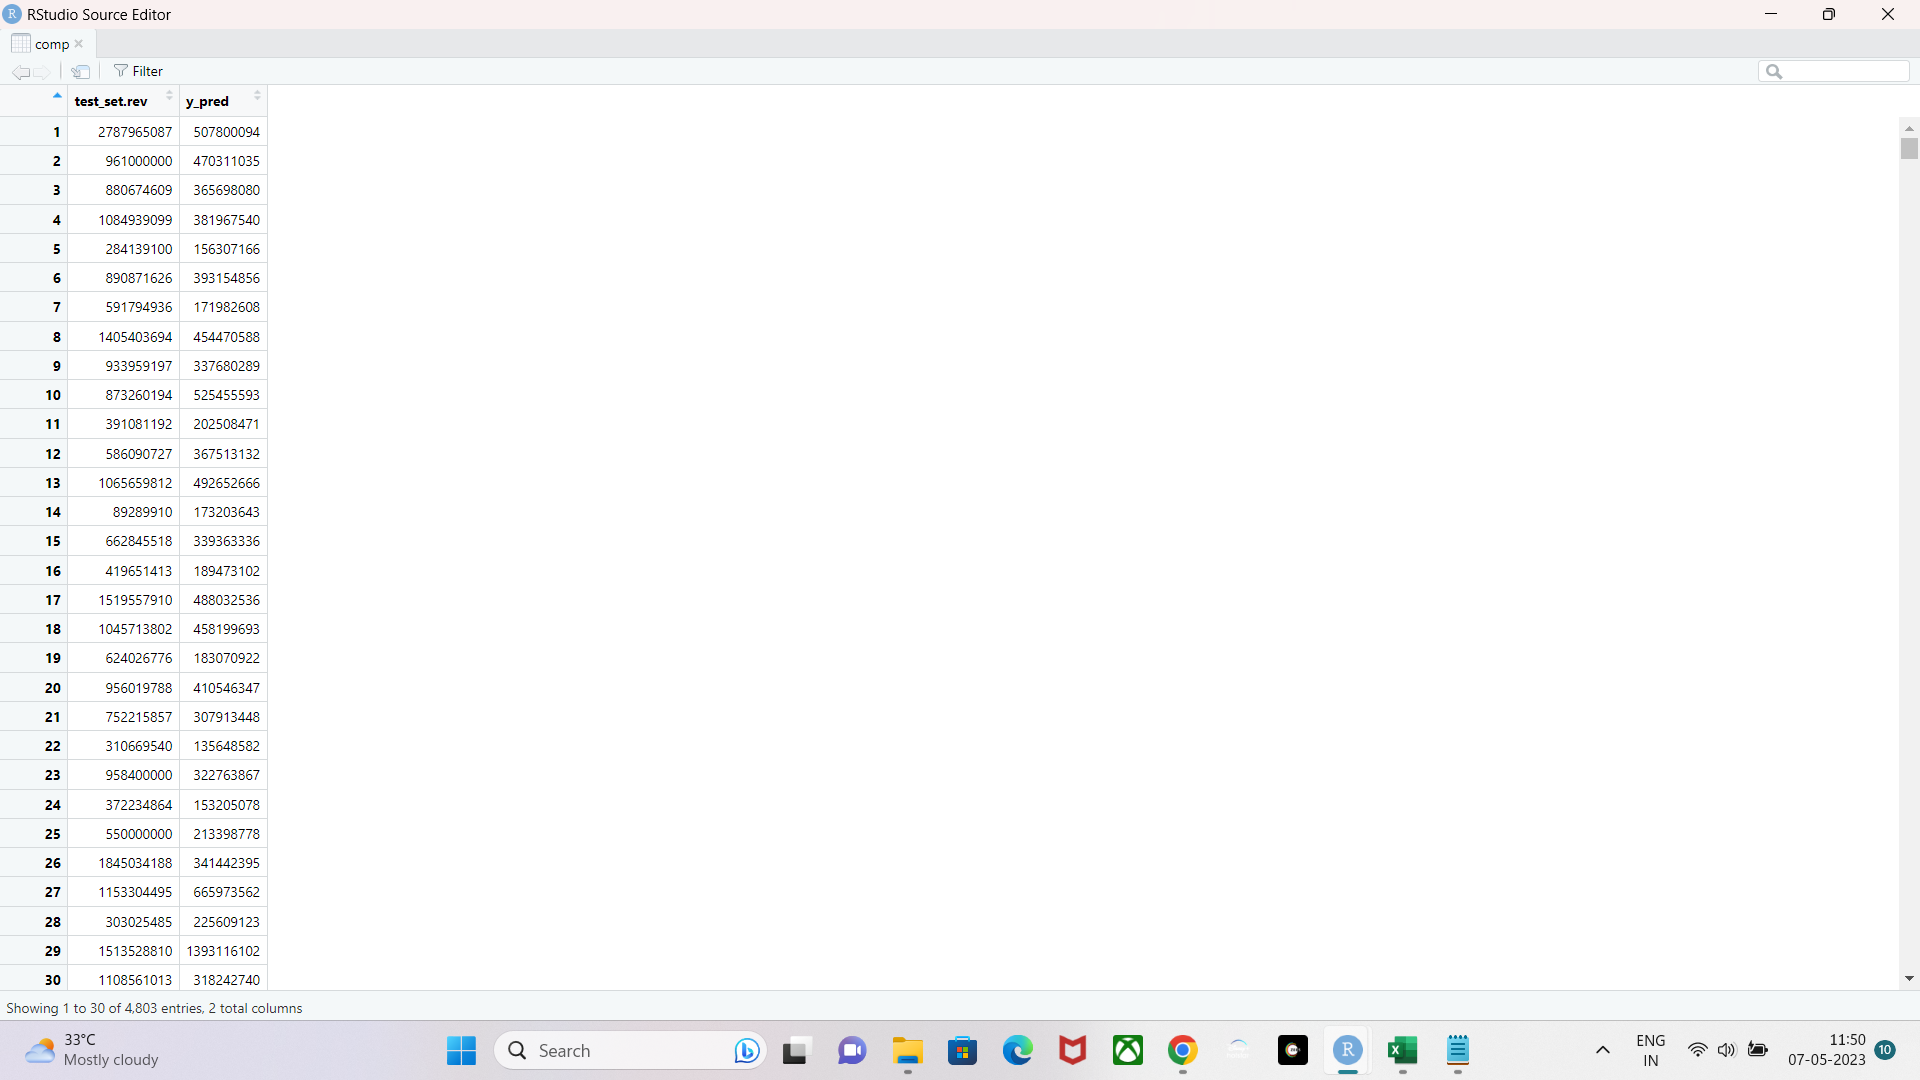 RStudio Source Editor
comp
Filter
test_set.rev y_pred
1 2787965087 507800094
2 961000000 470311035
3 880674609 365698080
4 1084939099 381967540
5 284139100 156307166
6 890871626 393154856
7 591794936 171982608
8 1405403694 454470588
9 933959197 337680289
10 873260194 525455593
11 391081192 202508471
12 586090727 367513132
13 1065659812 492652666
14 89289910 173203643
15 662845518 339363336
16 419651413 189473102
17 1519557910 488032536
18 1045713802 458199693
19 624026776 183070922
20 956019788 410546347
21 752215857 307913448
22 310669540 135648582
23 958400000 322763867
24 372234864 153205078
25 550000000 213398778
26 1845034188 341442395
27 1153304495 665973562
28 303025485 225609123
29 1513528810 1393116102
30 1108561013 318242740
Showing 1 to 30 of 4,803 entries, 2 total columns
33°C
Mostly cloudy
Search
ENG
IN
11:50
07-05-2023
10